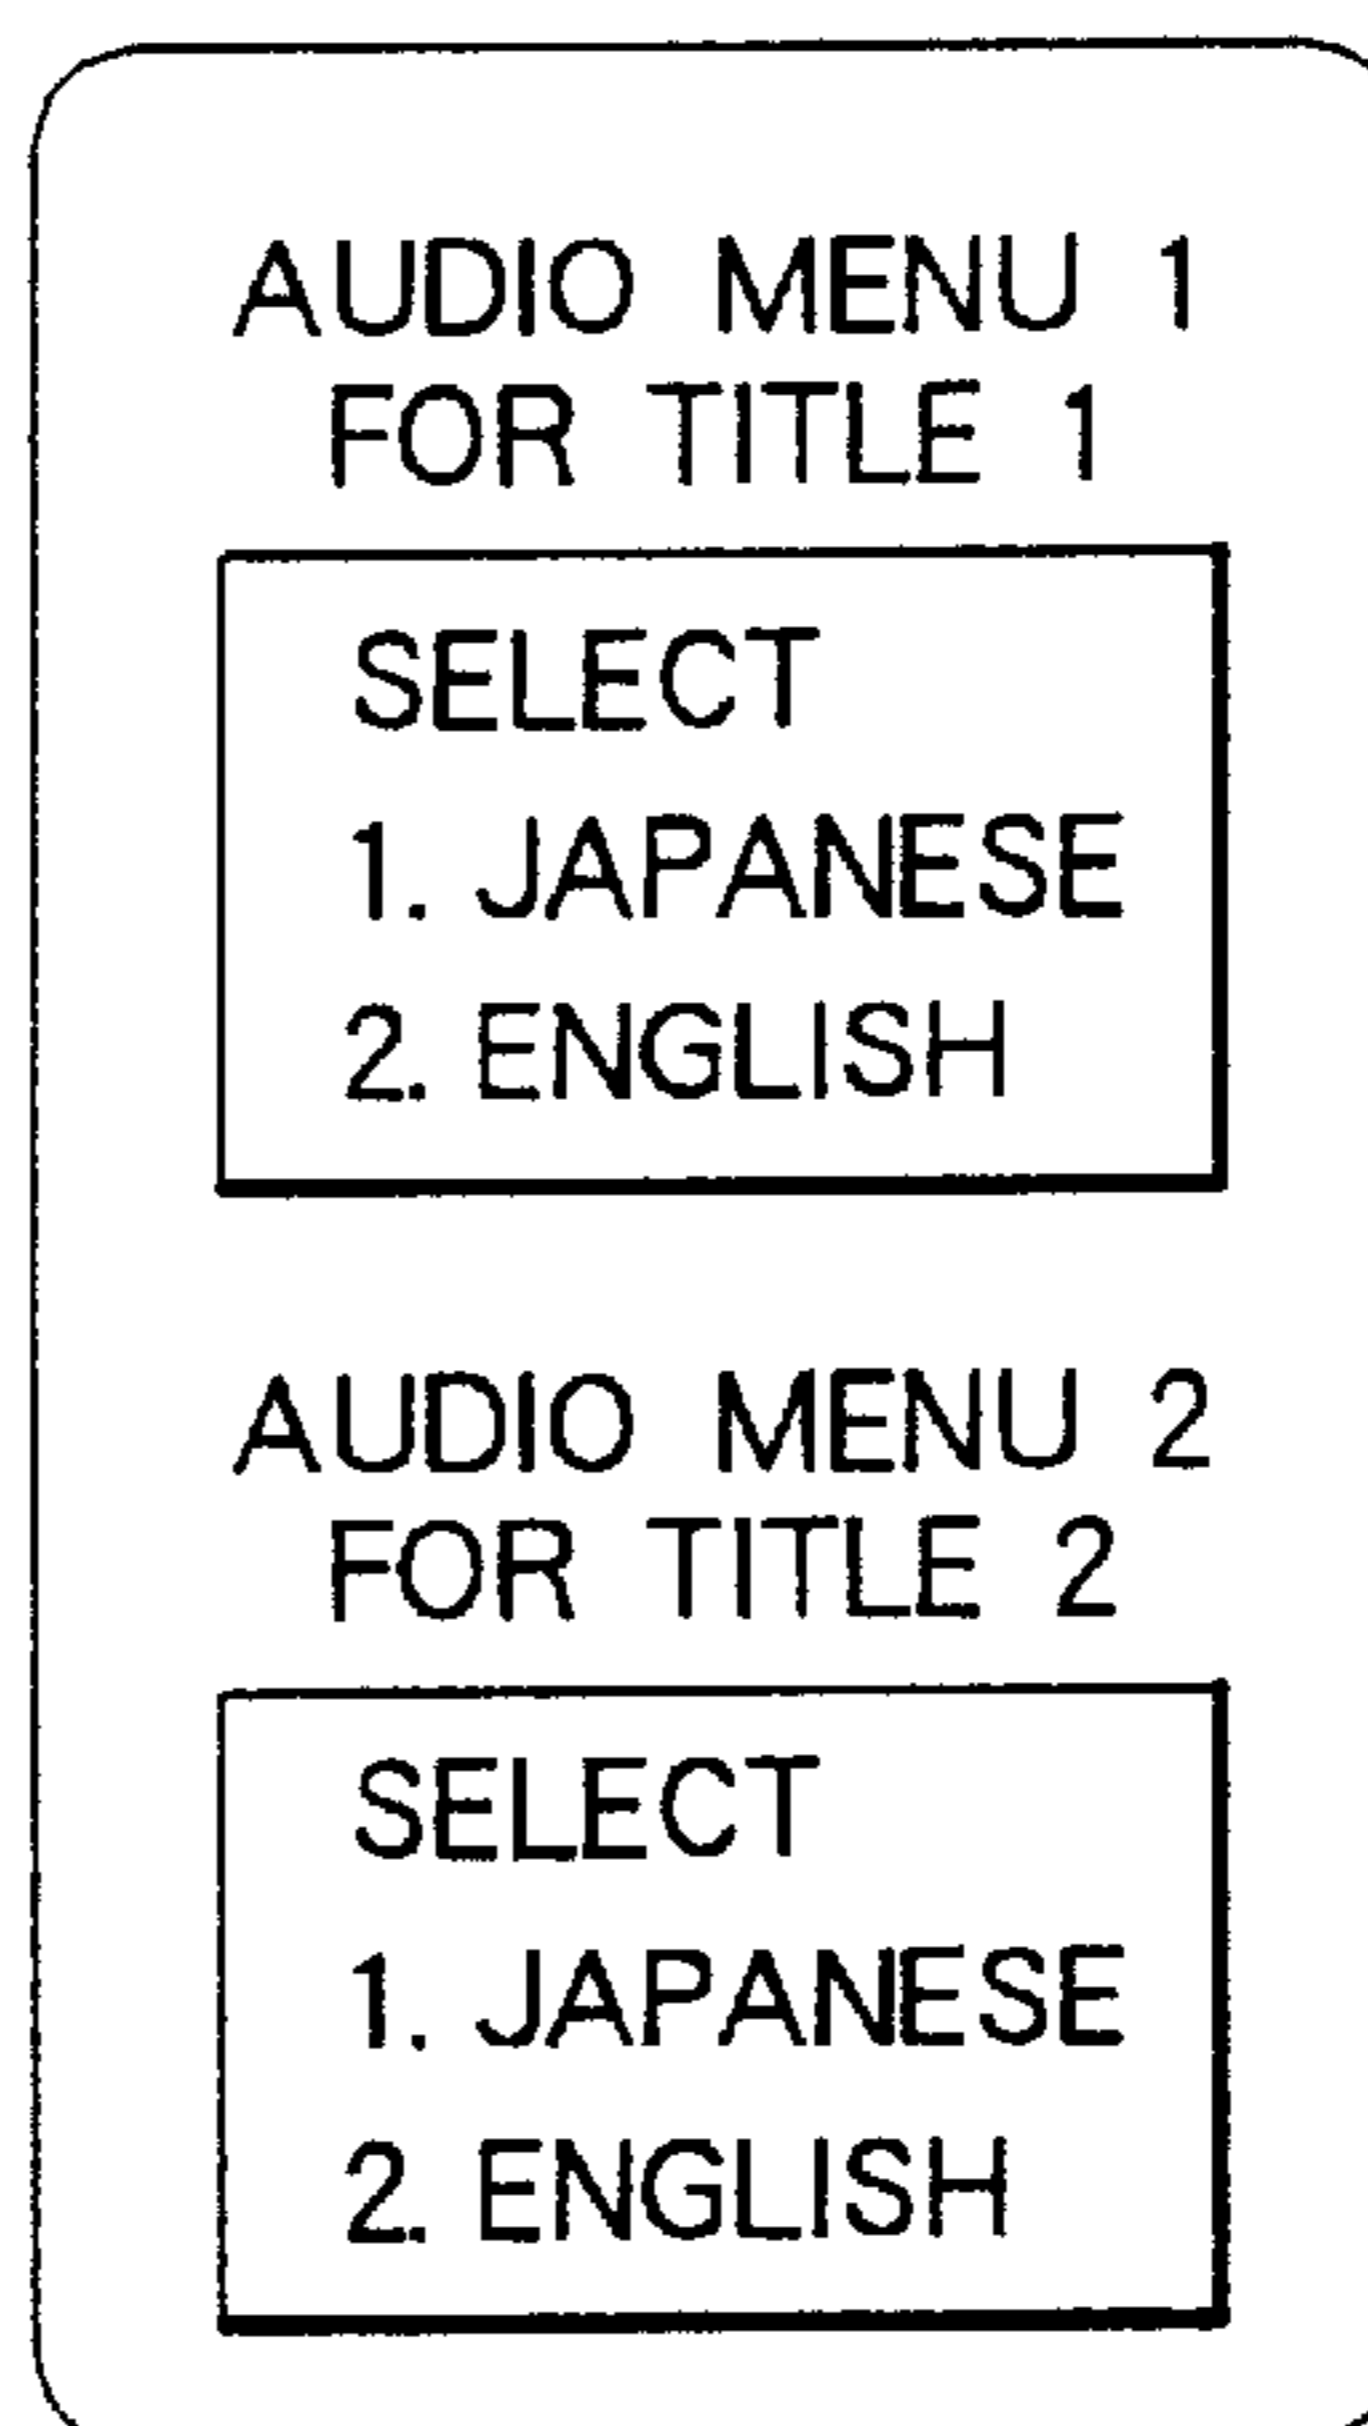 AUDIO MENU 1
FOR TITLE 1
SELECT
1. JAPANESE
2. ENGLISH
AUDIO MENU 2
FOR TITLE 2
SELECT
1. JAPANESE
2. ENGLISH